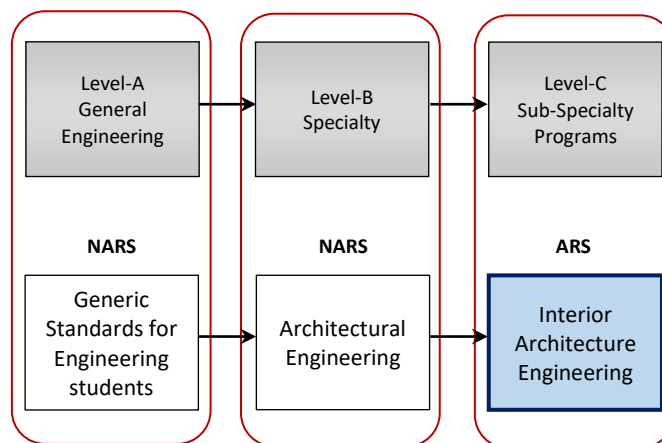 Level-A
General
Engineering
Level-B
Specialty
Level-C
Sub-Specialty
Programs
NARS
NARS
ARS
Generic
Standards for
Engineering
students
Architectural
Engineering
Interior
Architecture
Engineering